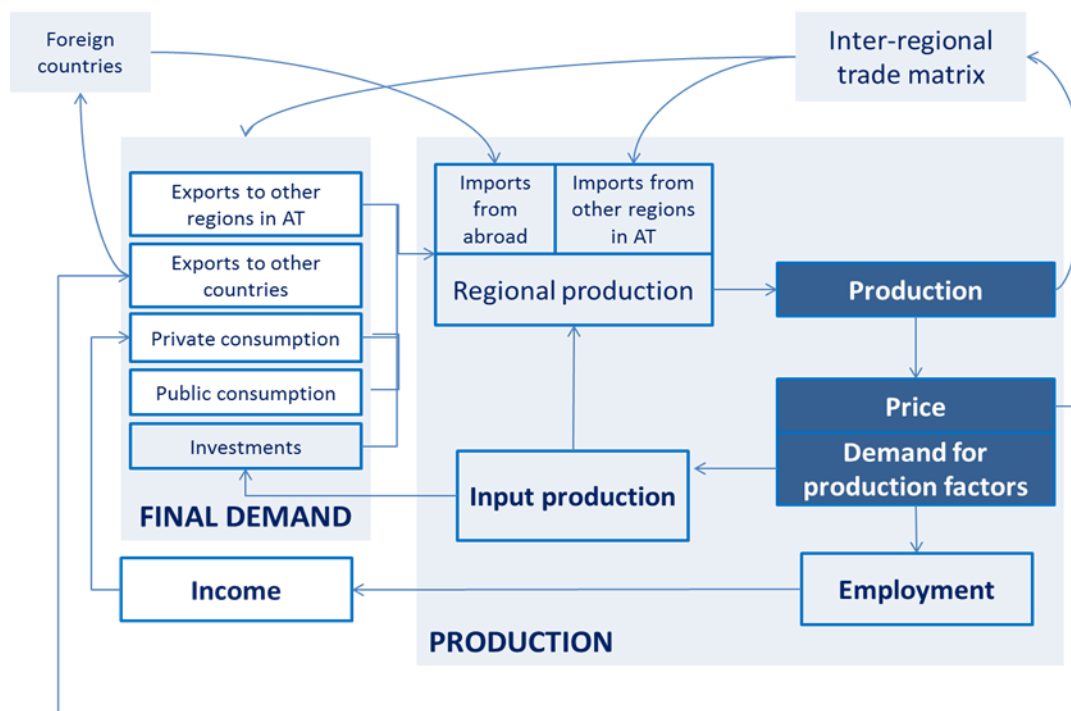 Foreign
countries
Inter-regional
trade matrix
Exports to other
regions in AT
Exports to other
countries
Private consumption
Public consumption
Investments
FINAL DEMAND
Income
Imports
from
abroad
Imports from
other regions
in AT
Regional production
Production
Price
Demand for
production factors
Input production
Employment
PRODUCTION